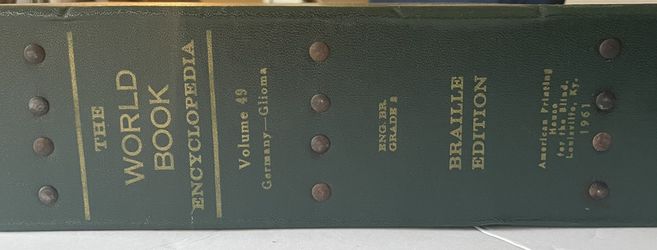 THE
WORLD
BOOK
ENCYCLOPEDIA
Volume 49
Germany—Glioma
ENG. BR.
GRADE 2
BRAILLE
EDITION
American Printing
House
for the Blind.
Louisville, Ky.
1961